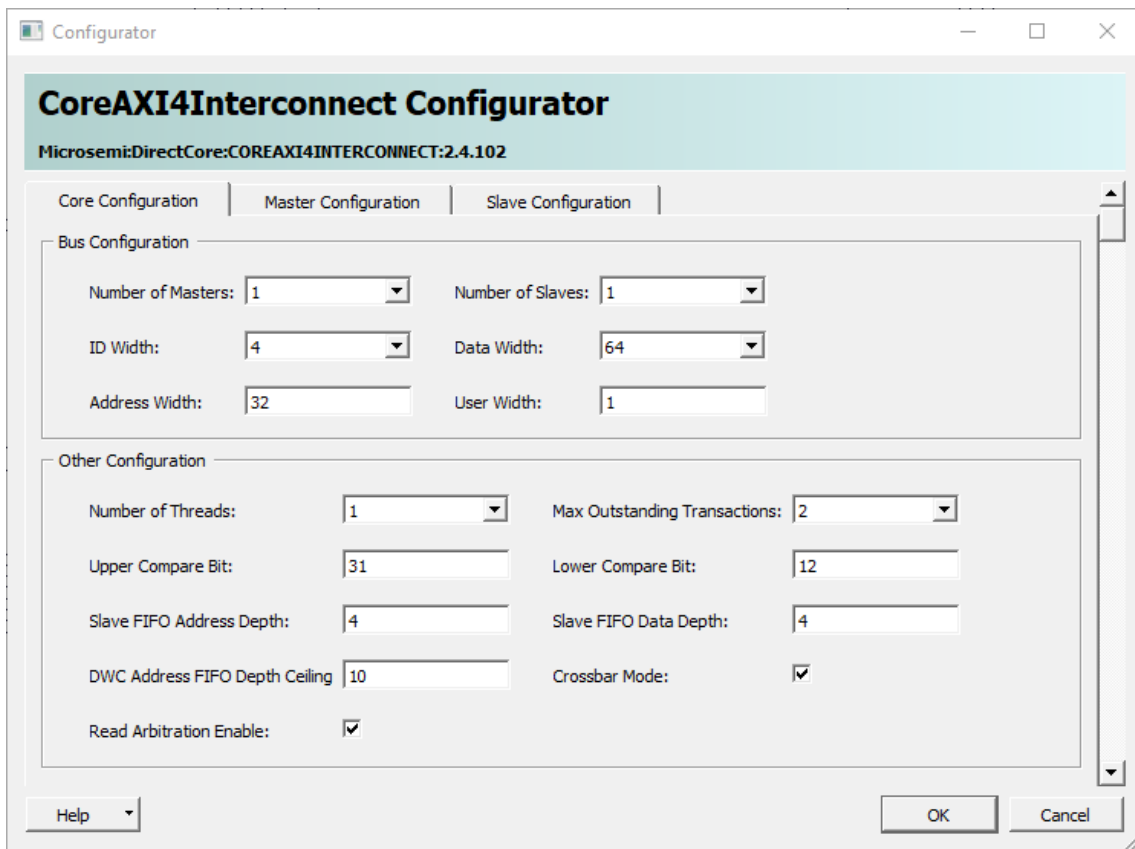 Configurator
CoreAXI4Interconnect Configurator
Microsemi:DirectCore:COREAXI4INTERCONNECT:2.4.102
Core Configuration Master Configuration Slave Configuration
Bus Configuration
Number of Masters: 1 Number of Slaves: 1
ID Width: 4 Data Width: 64
Address Width: 32 User Width: 1
Other Configuration
Number of Threads: 1 Max Outstanding Transactions: 2
Upper Compare Bit: 31 Lower Compare Bit: 12
Slave FIFO Address Depth: 4 Slave FIFO Data Depth: 4
DWC Address FIFO Depth Ceiling 10 Crossbar Mode:
Read Arbitration Enable:
Help OK Cancel